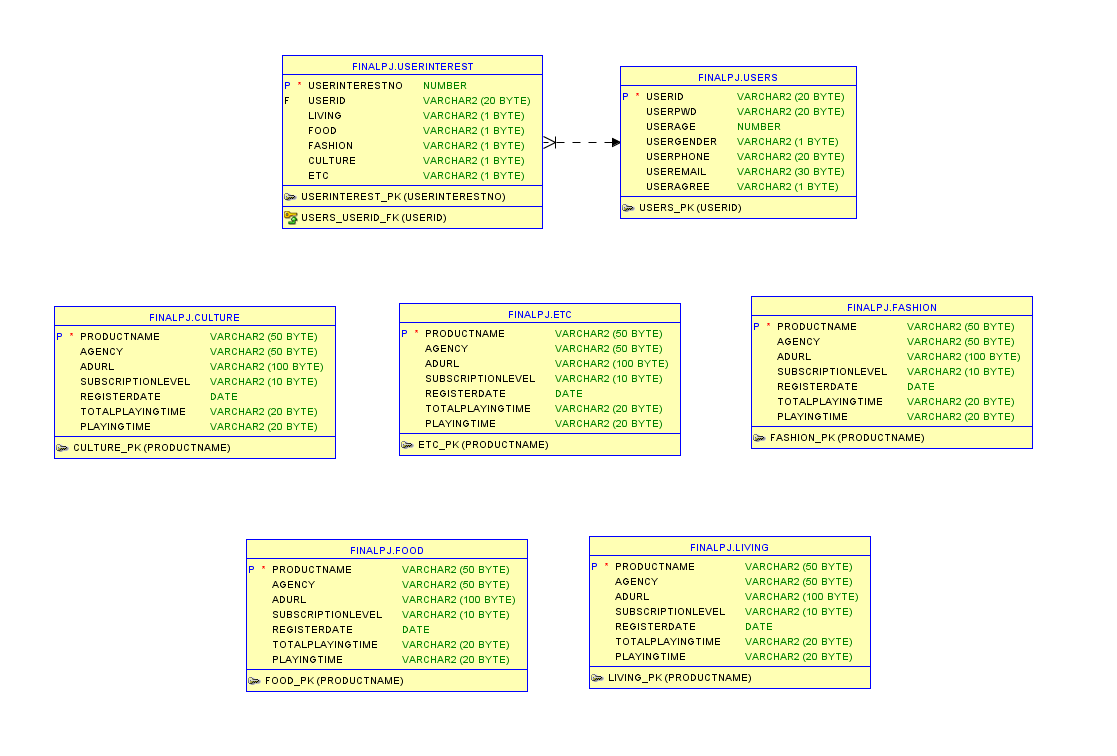 FINALPJ.USERINTEREST
P * USERINTERESTNO NUMBER
F USERID VARCHAR2 (20 BYTE)
LIVING VARCHAR2 (1 BYTE)
FOOD VARCHAR2 (1 BYTE)
FASHION VARCHAR2 (1 BYTE)
CULTURE VARCHAR2 (1 BYTE)
ETC VARCHAR2 (1 BYTE)
USERINTEREST_PK (USERINTERESTNO)
USERS_USERID_FK (USERID)
FINALPJ.USERS
P * USERID VARCHAR2 (20 BYTE)
USERPWD VARCHAR2 (20 BYTE)
USERAGE NUMBER
USERGENDER VARCHAR2 (1 BYTE)
USERPHONE VARCHAR2 (20 BYTE)
USEREMAIL VARCHAR2 (30 BYTE)
USERAGREE VARCHAR2 (1 BYTE)
USERS_PK (USERID)
FINALPJ.CULTURE
P * PRODUCTNAME VARCHAR2 (50 BYTE)
AGENCY VARCHAR2 (50 BYTE)
ADURL VARCHAR2 (100 BYTE)
SUBSCRIPTIONLEVEL VARCHAR2 (10 BYTE)
REGISTERDATE DATE
TOTALPLAYINGTIME VARCHAR2 (20 BYTE)
PLAYINGTIME VARCHAR2 (20 BYTE)
CULTURE_PK (PRODUCTNAME)
FINALPJ.ETC
P * PRODUCTNAME VARCHAR2 (50 BYTE)
AGENCY VARCHAR2 (50 BYTE)
ADURL VARCHAR2 (100 BYTE)
SUBSCRIPTIONLEVEL VARCHAR2 (10 BYTE)
REGISTERDATE DATE
TOTALPLAYINGTIME VARCHAR2 (20 BYTE)
PLAYINGTIME VARCHAR2 (20 BYTE)
ETC_PK (PRODUCTNAME)
FINALPJ.FASHION
P * PRODUCTNAME VARCHAR2 (50 BYTE)
AGENCY VARCHAR2 (50 BYTE)
ADURL VARCHAR2 (100 BYTE)
SUBSCRIPTIONLEVEL VARCHAR2 (10 BYTE)
REGISTERDATE DATE
TOTALPLAYINGTIME VARCHAR2 (20 BYTE)
PLAYINGTIME VARCHAR2 (20 BYTE)
FASHION_PK (PRODUCTNAME)
FINALPJ.FOOD
P * PRODUCTNAME VARCHAR2 (50 BYTE)
AGENCY VARCHAR2 (50 BYTE)
ADURL VARCHAR2 (100 BYTE)
SUBSCRIPTIONLEVEL VARCHAR2 (10 BYTE)
REGISTERDATE DATE
TOTALPLAYINGTIME VARCHAR2 (20 BYTE)
PLAYINGTIME VARCHAR2 (20 BYTE)
FOOD_PK (PRODUCTNAME)
FINALPJ.LIVING
P * PRODUCTNAME VARCHAR2 (50 BYTE)
AGENCY VARCHAR2 (50 BYTE)
ADURL VARCHAR2 (100 BYTE)
SUBSCRIPTIONLEVEL VARCHAR2 (10 BYTE)
REGISTERDATE DATE
TOTALPLAYINGTIME VARCHAR2 (20 BYTE)
PLAYINGTIME VARCHAR2 (20 BYTE)
LIVING_PK (PRODUCTNAME)